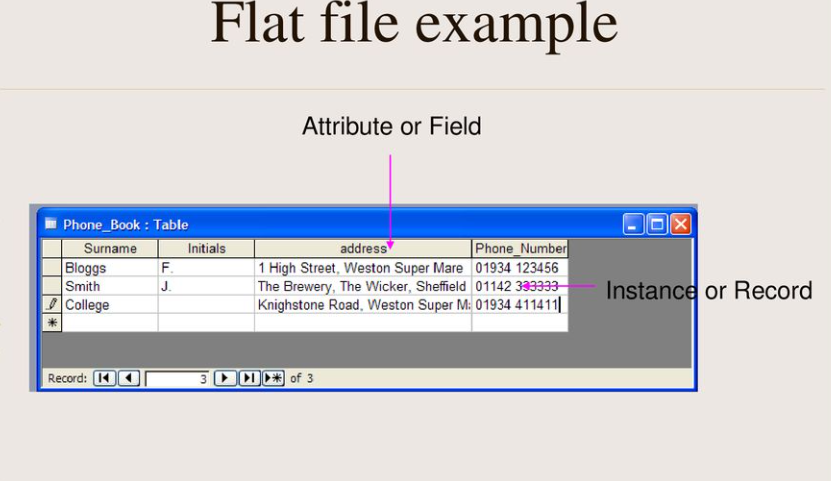 Flat file example
Attribute or Field
Phone_Book : Table
Surname Initials address Phone_Number
Bloggs F. 1 High Street, Weston Super Mare 01934 123456
Smith J. The Brewery, The Wicker, Sheffield 01142 333333
Instance or Record
College Knighstone Road, Weston Super Ma 01934 411411
Record: 3 of 3